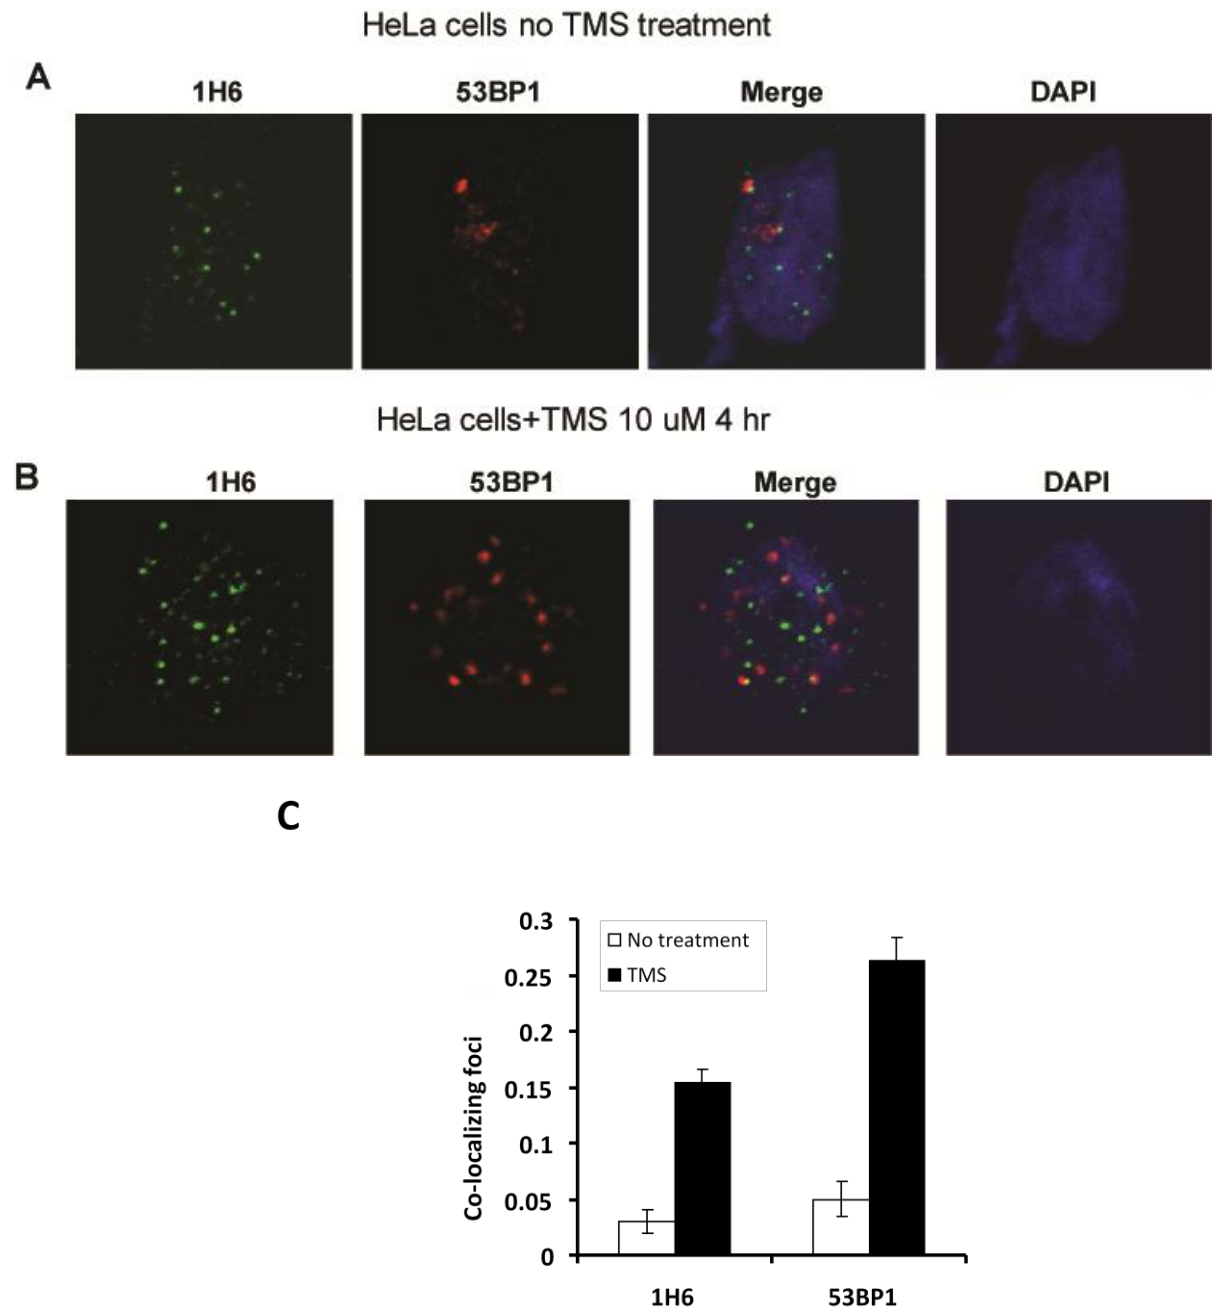 HeLa cells no TMS treatment
A
1H6 53BP1 Merge DAPI
HeLa cells+TMS 10 uM 4 hr
B
1H6 53BP1 Merge DAPI
C
0.3
0.25
0.2
0.15
0.1
0.05
0
Co-localizing foci
No treatment
TMS
1H6 53BP1